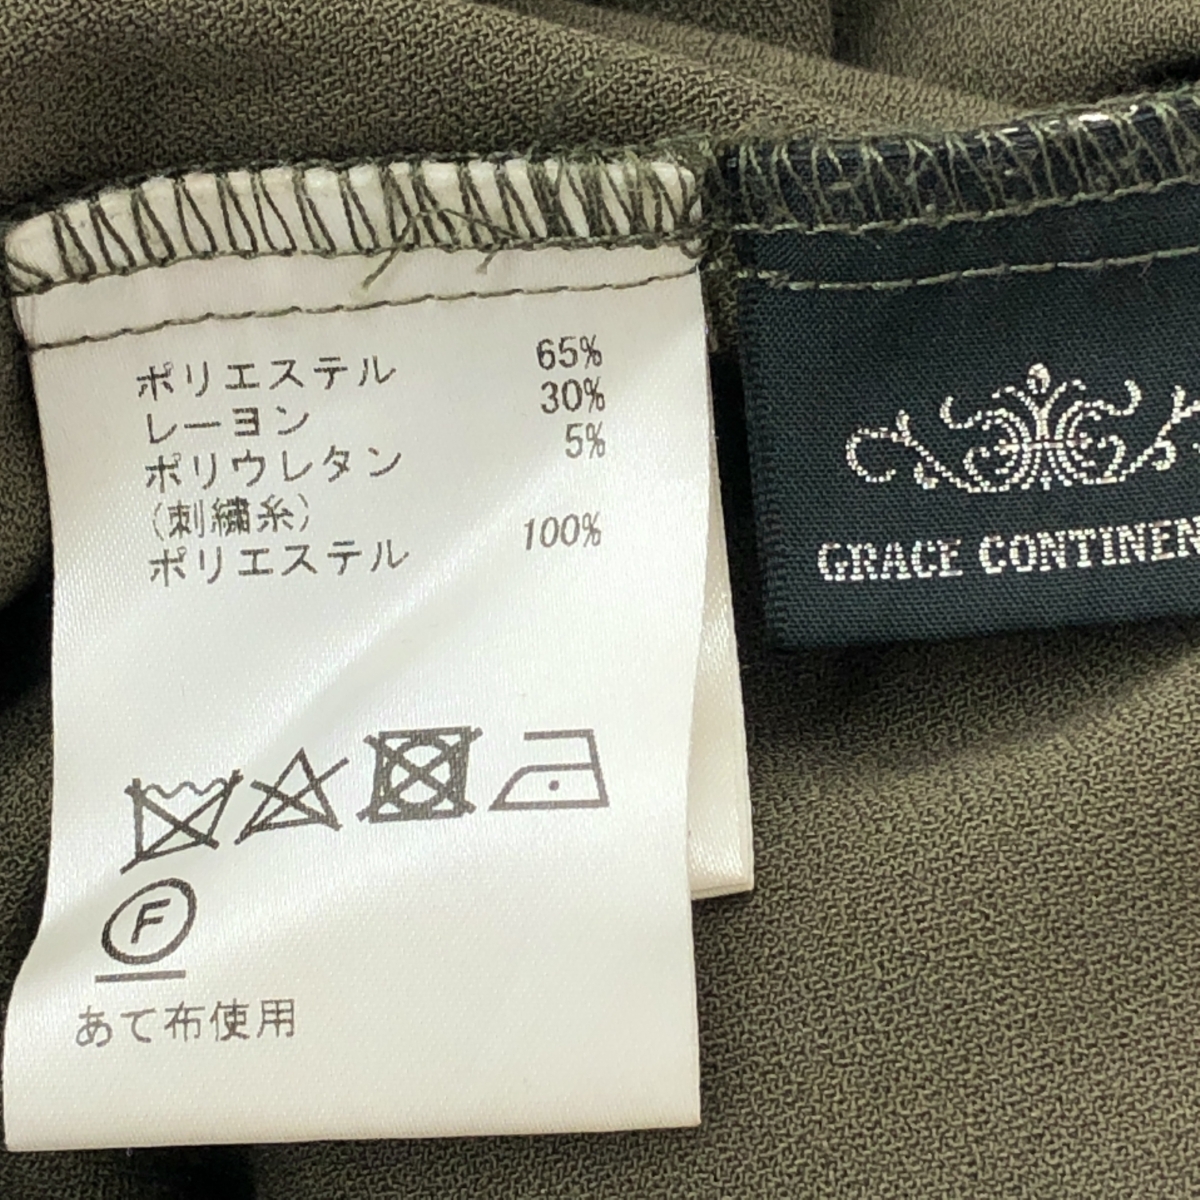 ポリエステル 65%
レーヨン 30%
ポリウレタン 5%
(刺繍糸)
ポリエステル 100%
F
あて布使用
GRACE CONTINEN